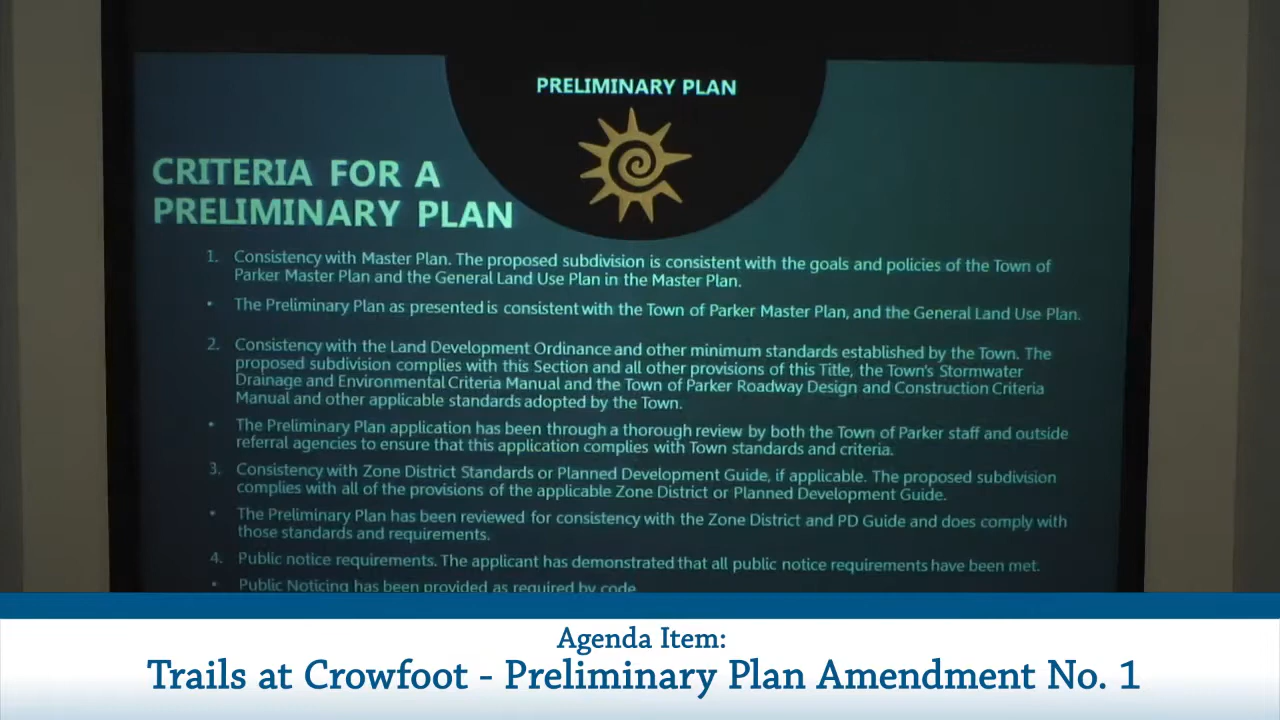 PRELIMINARY PLAN
CRITERIA FOR A
PRELIMINARY PLAN
1. Consistency with Master Plan. The proposed subdivision is consistent with the goals and policies of the Town of
Parker Master Plan and the General Land Use Plan in the Master Plan.
• The Preliminary Plan as presented is consistent with the Town of Parker Master Plan, and the General Land Use Plan.
2. Consistency with the Land Development Ordinance and other minimum standards established by the Town. The
proposed subdivision complies with this Section and all other provisions of this Title, the Town's Stormwater
Drainage and Environmental Criteria Manual and the Town of Parker Roadway Design and Construction Criteria
Manual and other applicable standards adopted by the Town.
• The Preliminary Plan application has been through a thorough review by both the Town of Parker staff and outside
referral agencies to ensure that this application complies with Town standards and criteria.
3. Consistency with Zone District Standards or Planned Development Guide, if applicable. The proposed subdivision
complies with all of the provisions of the applicable Zone District or Planned Development Guide.
• The Preliminary Plan has been reviewed for consistency with the Zone District and PD Guide and does comply with
those standards and requirements.
4. Public notice requirements. The applicant has demonstrated that all public notice requirements have been met.
• Public Noticing has been provided as required by code.
Agenda Item:
Trails at Crowfoot - Preliminary Plan Amendment No. 1